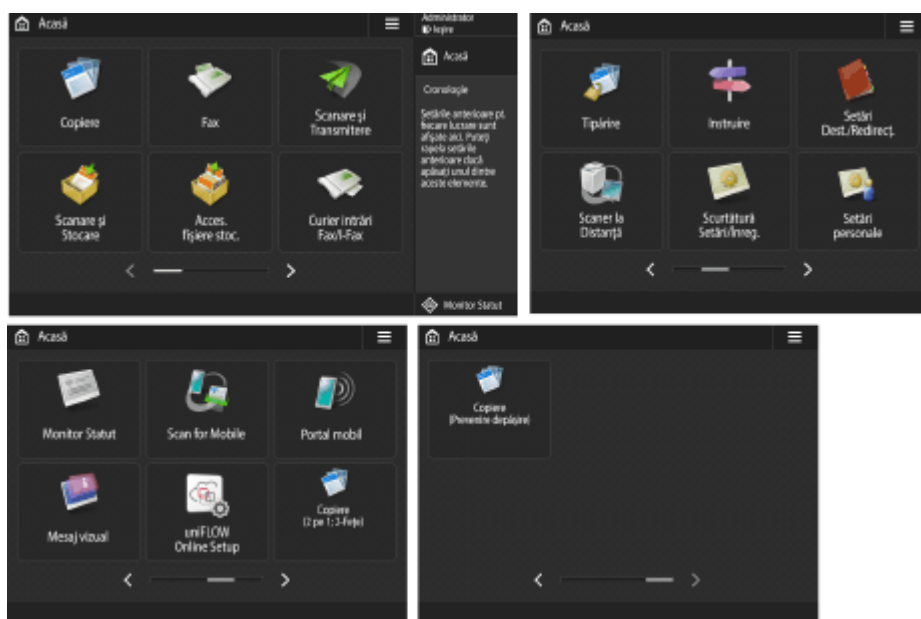 Acasă
Administrator
Ieșire
Acasă
Copiere
Fax
Scanare și
Transmitere
Scanare și
Stocare
Acces.
fișiere stoc.
Curier intrări
Fax/I-Fax
Cronologie
Setările anterioare pt.
fiecare lucrare sunt
afișate aici. Puteți
rapela setările
anterioare dacă
apăsați unul dintre
aceste elemente.
Monitor Statut
Acasă
Tipărire
Instruire
Setări
Dest./Redirecț.
Scaner la
Distanță
Scurtătură
Setări/Înreg.
Setări
personale
Acasă
Monitor Statut
Scan for Mobile
Portal mobil
Mesaj vizual
uniFLOW
Online Setup
Copiere
(2 pe 1: 2-Fețe)
Acasă
Copiere
(Prevenire depășire)